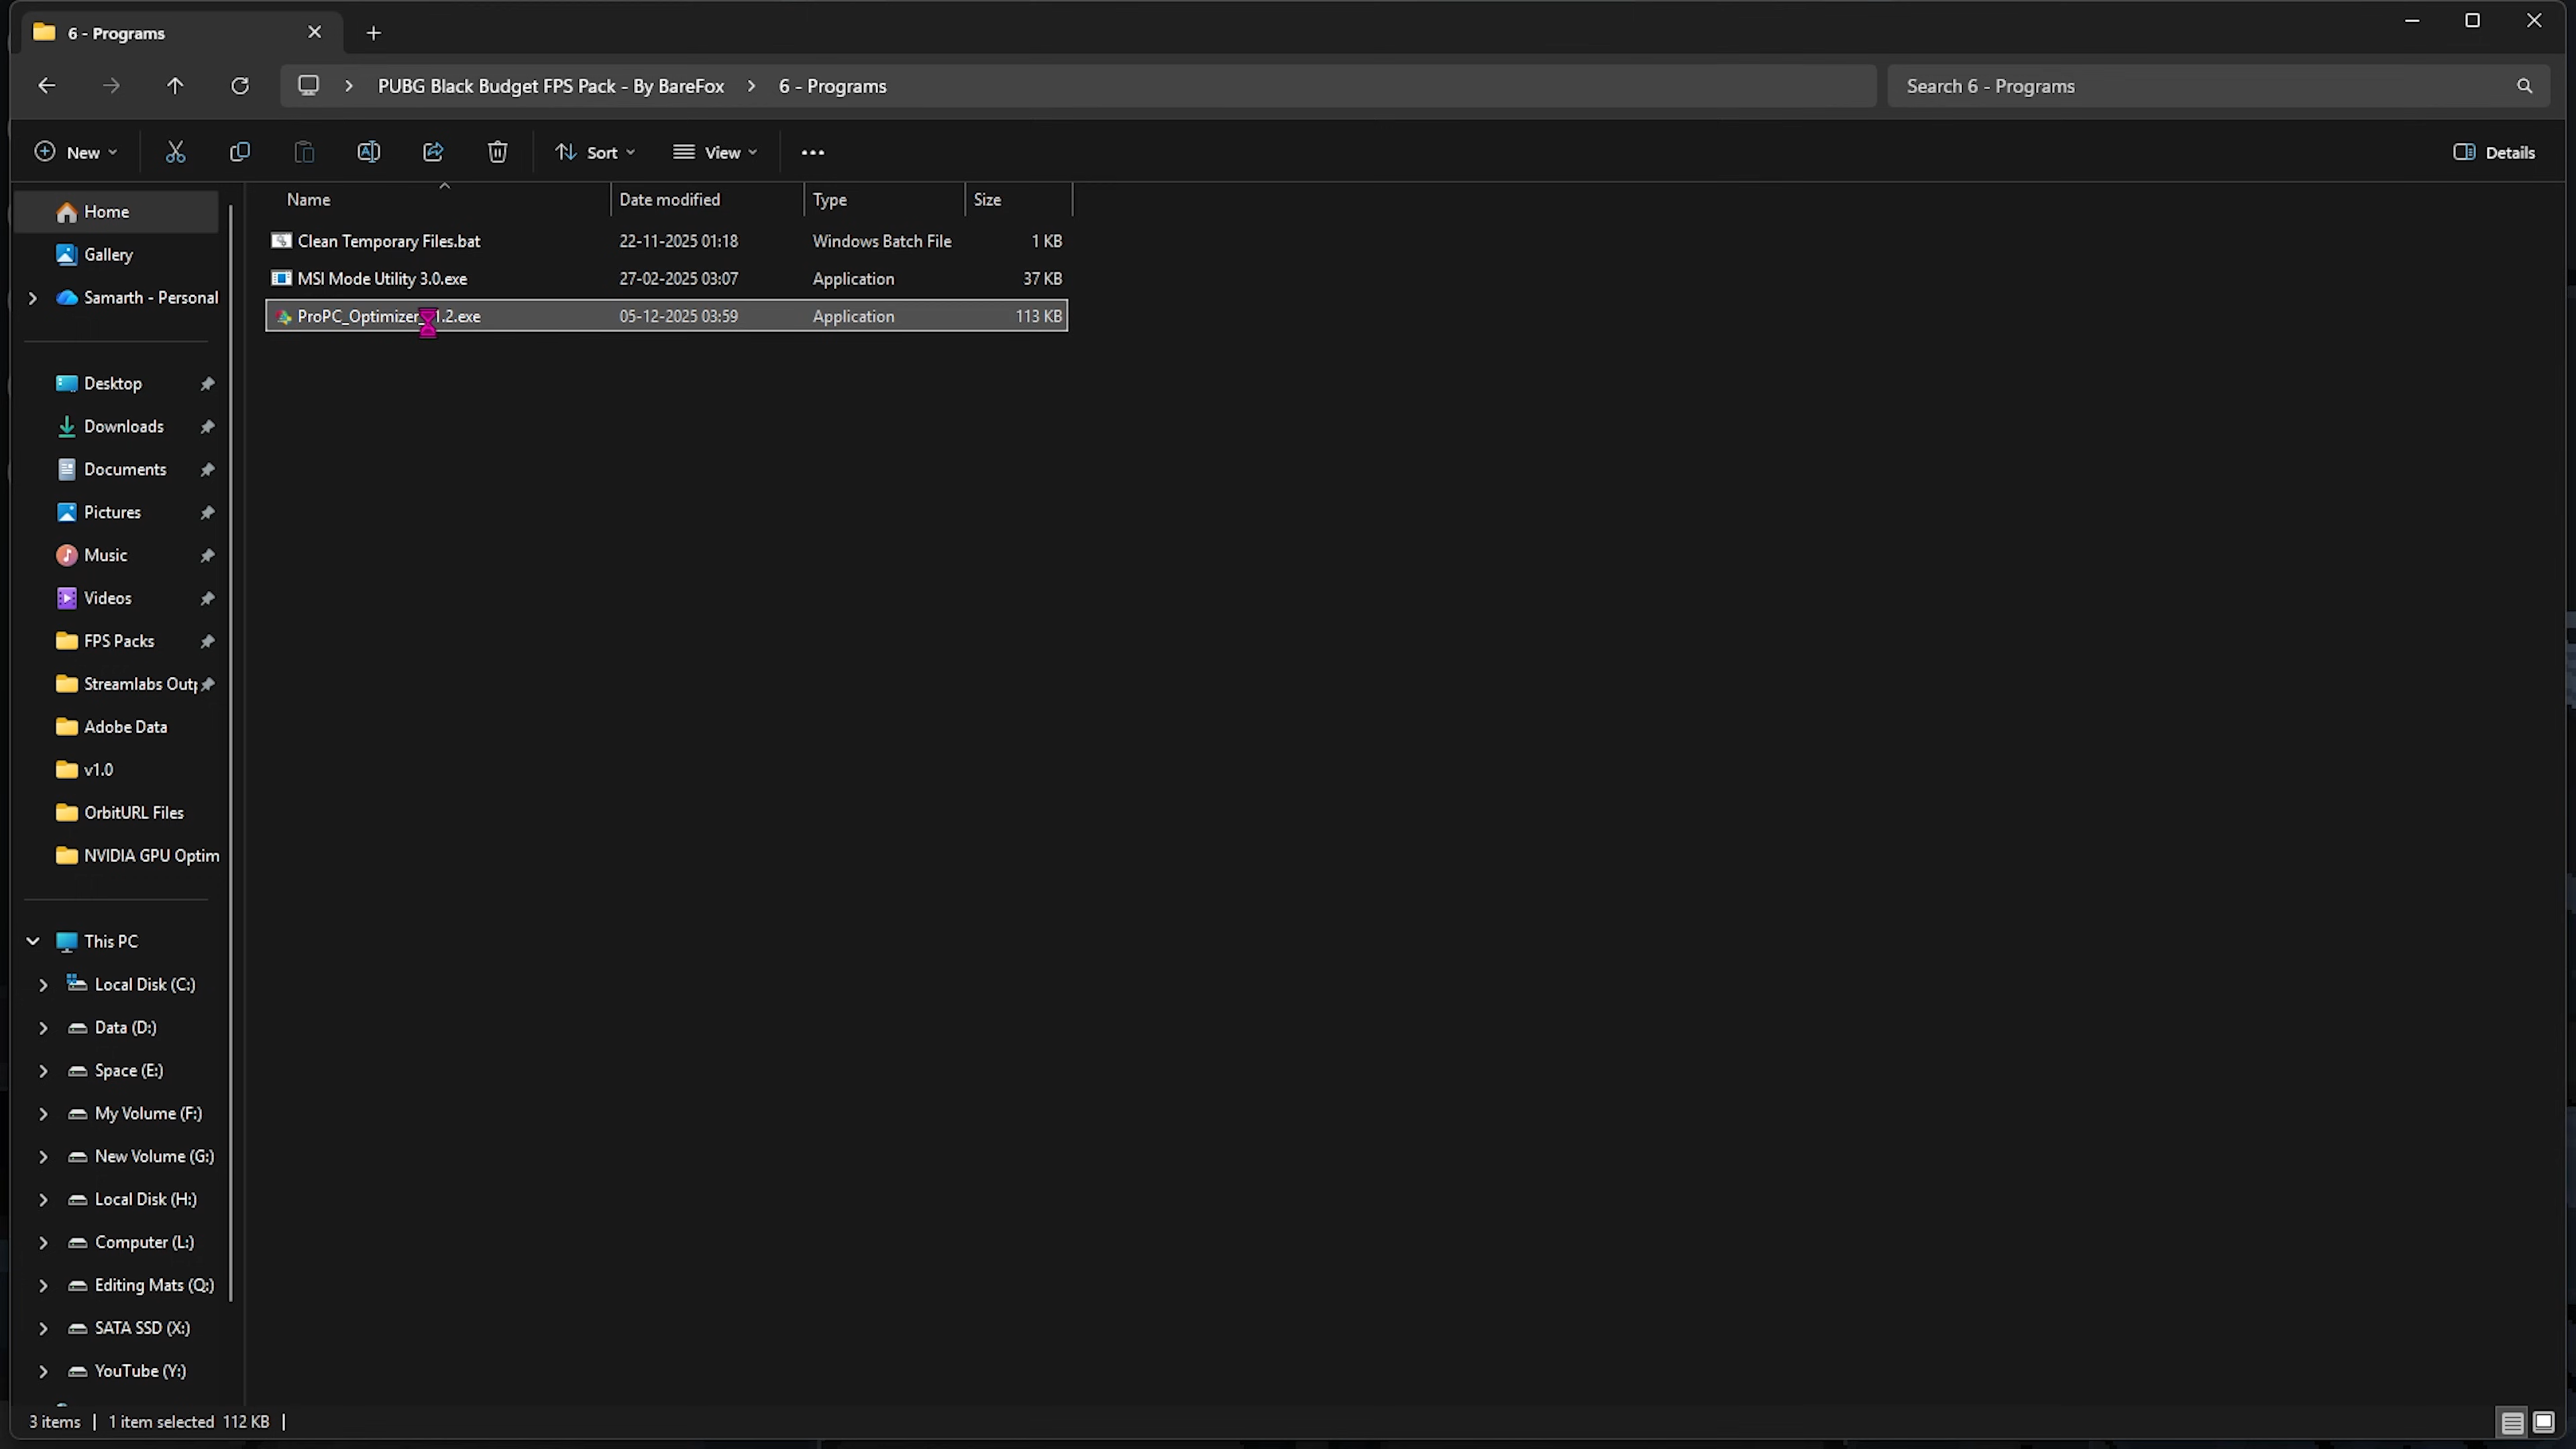 6 - Programs
PUBG Black Budget FPS Pack - By BareFox
6 - Programs
Search 6 - Programs
New
Sort
View
Details
Name
Date modified
Type
Size
Clean Temporary Files.bat 22-11-2025 01:18 Windows Batch File 1 KB
MSI Mode Utility 3.0.exe 27-02-2025 03:07 Application 37 KB
ProPC_Optimizer_ 1.2.exe 05-12-2025 03:59 Application 113 KB
Home
Gallery
Samarth - Personal
Desktop
Downloads
Documents
Pictures
Music
Videos
FPS Packs
Streamlabs Outp
Adobe Data
v1.0
OrbitURL Files
NVIDIA GPU Optim
This PC
Local Disk (C:)
Data (D:)
Space (E:)
My Volume (F:)
New Volume (G:)
Local Disk (H:)
Computer (L:)
Editing Mats (Q:)
SATA SSD (X:)
YouTube (Y:)
3 items
1 item selected 112 KB